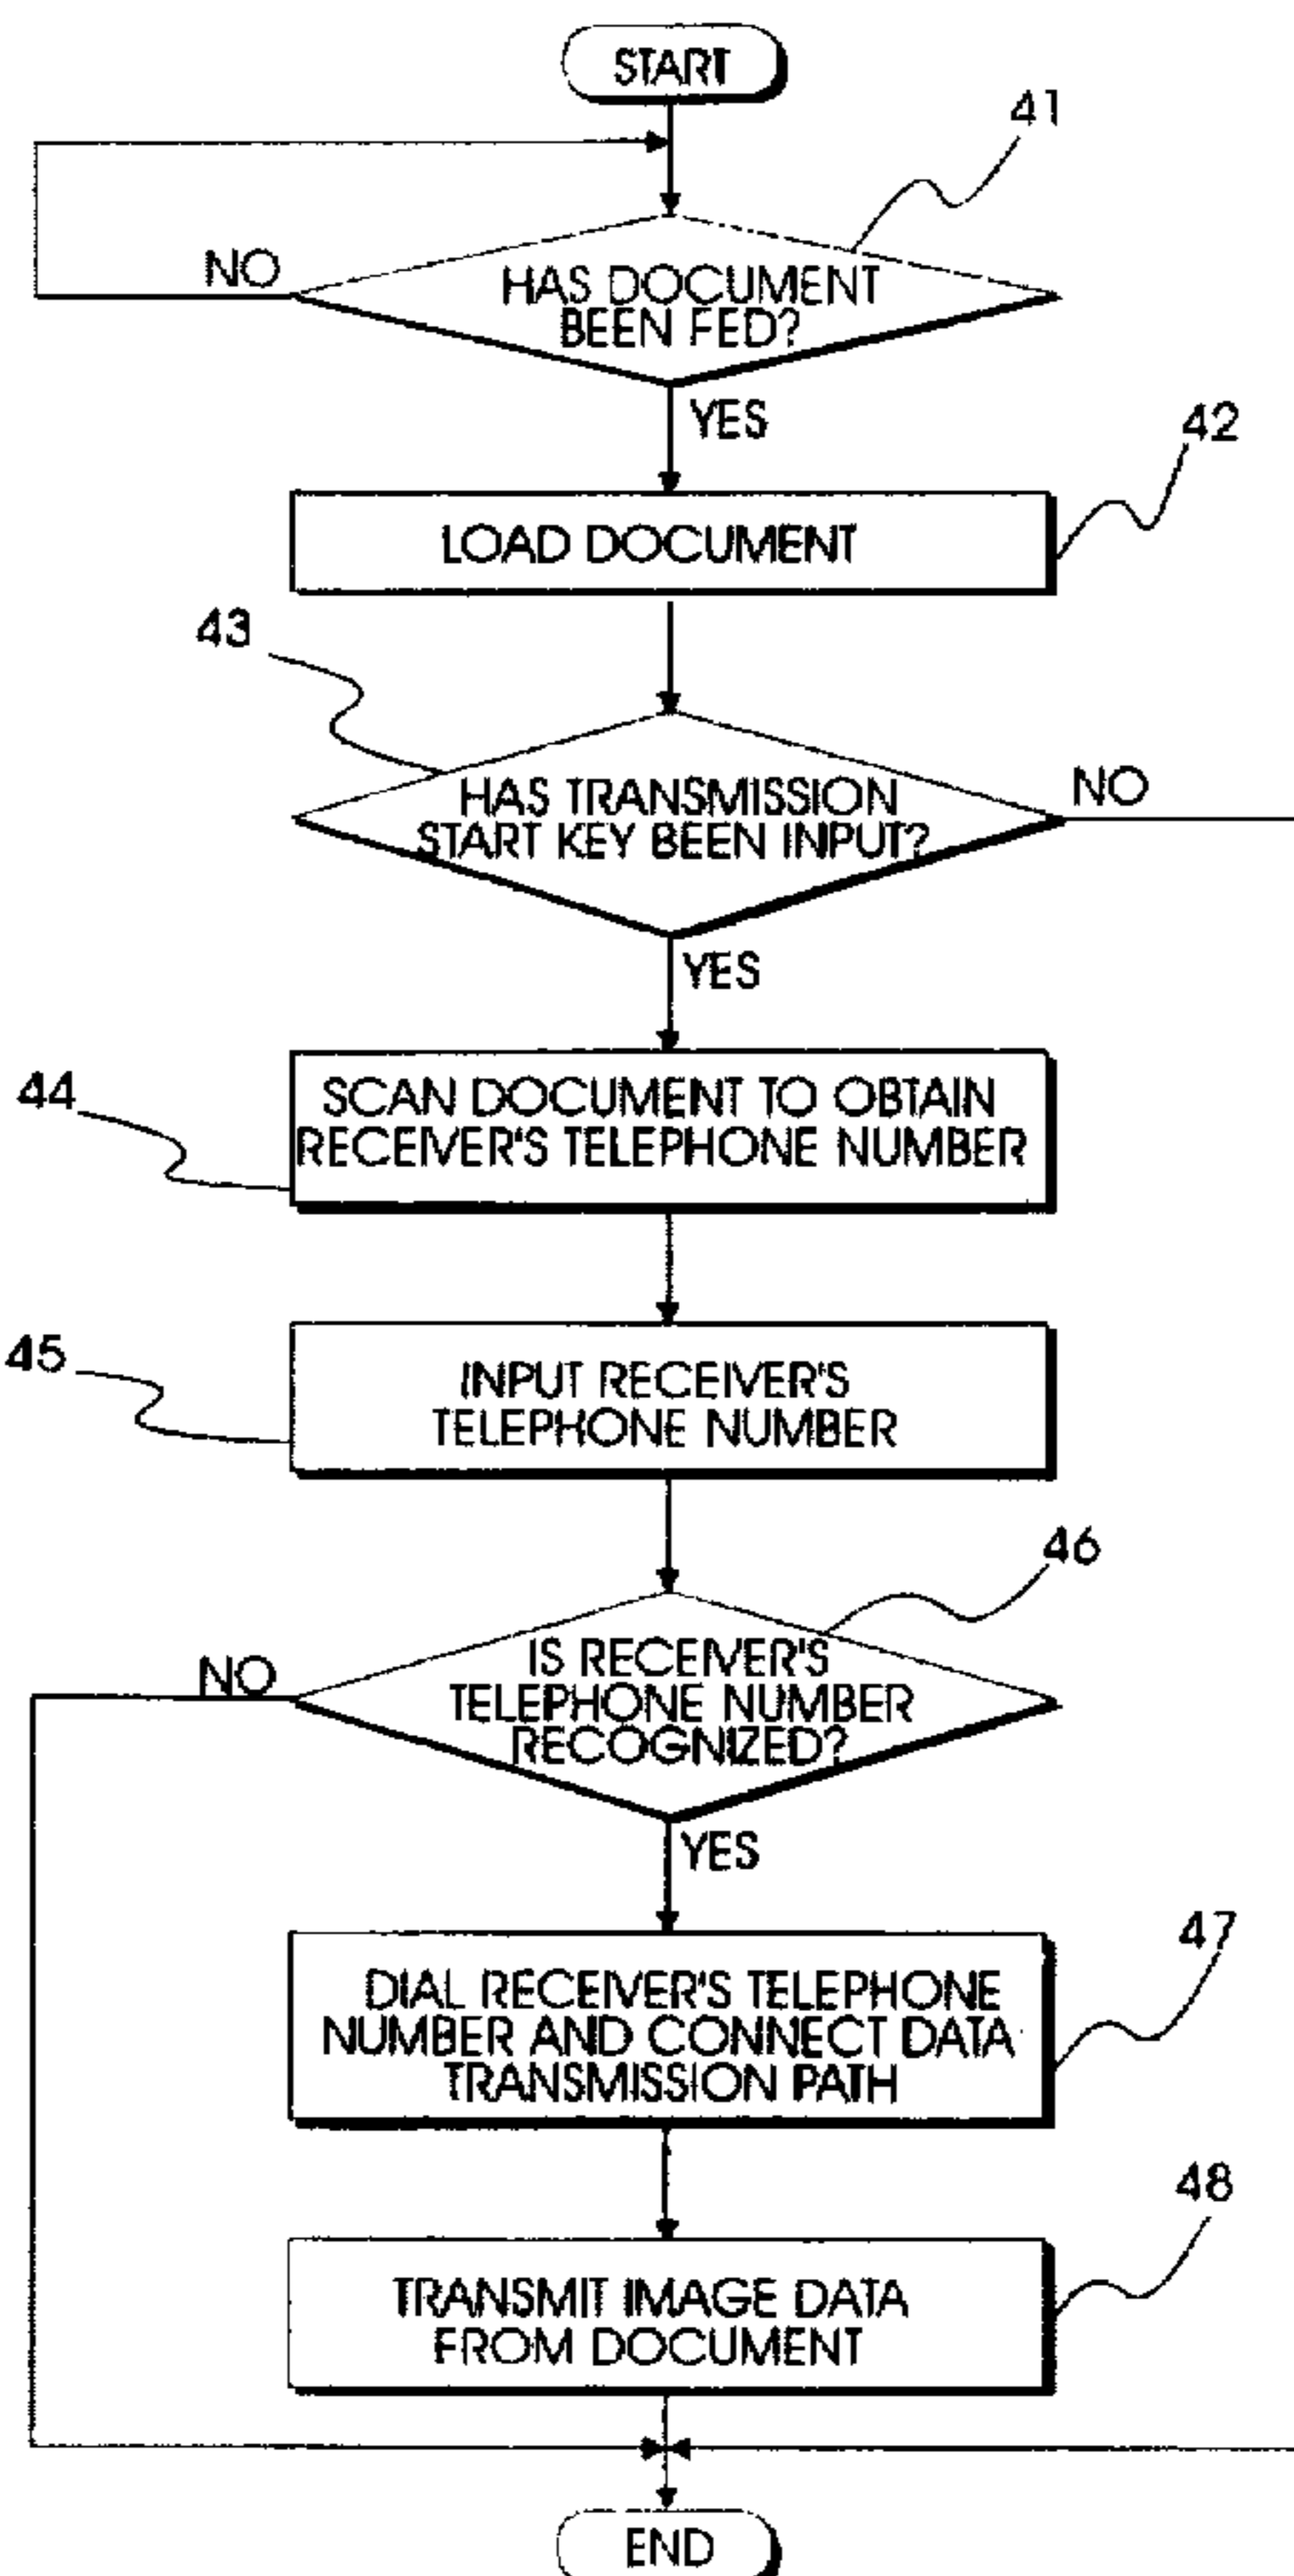 START
41
HAS DOCUMENT
BEEN FED?
NO
YES
42
LOAD DOCUMENT
43
HAS TRANSMISSION
START KEY BEEN INPUT?
NO
YES
44
SCAN DOCUMENT TO OBTAIN
RECEIVER'S TELEPHONE NUMBER
45
INPUT RECEIVER'S
TELEPHONE NUMBER
46
IS RECEIVER'S
TELEPHONE NUMBER
RECOGNIZED?
NO
YES
47
DIAL RECEIVER'S TELEPHONE
NUMBER AND CONNECT DATA
TRANSMISSION PATH
48
TRANSMIT IMAGE DATA
FROM DOCUMENT
END